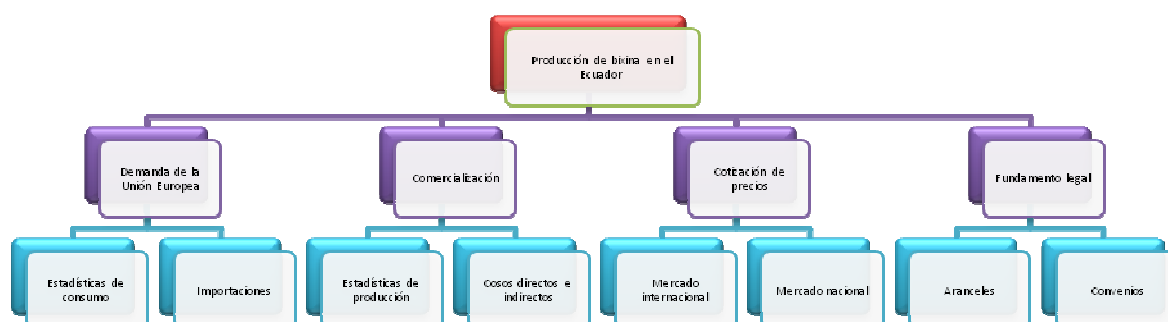 Producción de bixina en el
Ecuador
Demanda de la
Unión Europea
Comercialización
Cotización de
precios
Fundamento legal
Estadísticas de
consumo
Importaciones
Estadísticas de
producción
Cosos directos e
indirectos
Mercado
internacional
Mercado nacional
Aranceles
Convenios